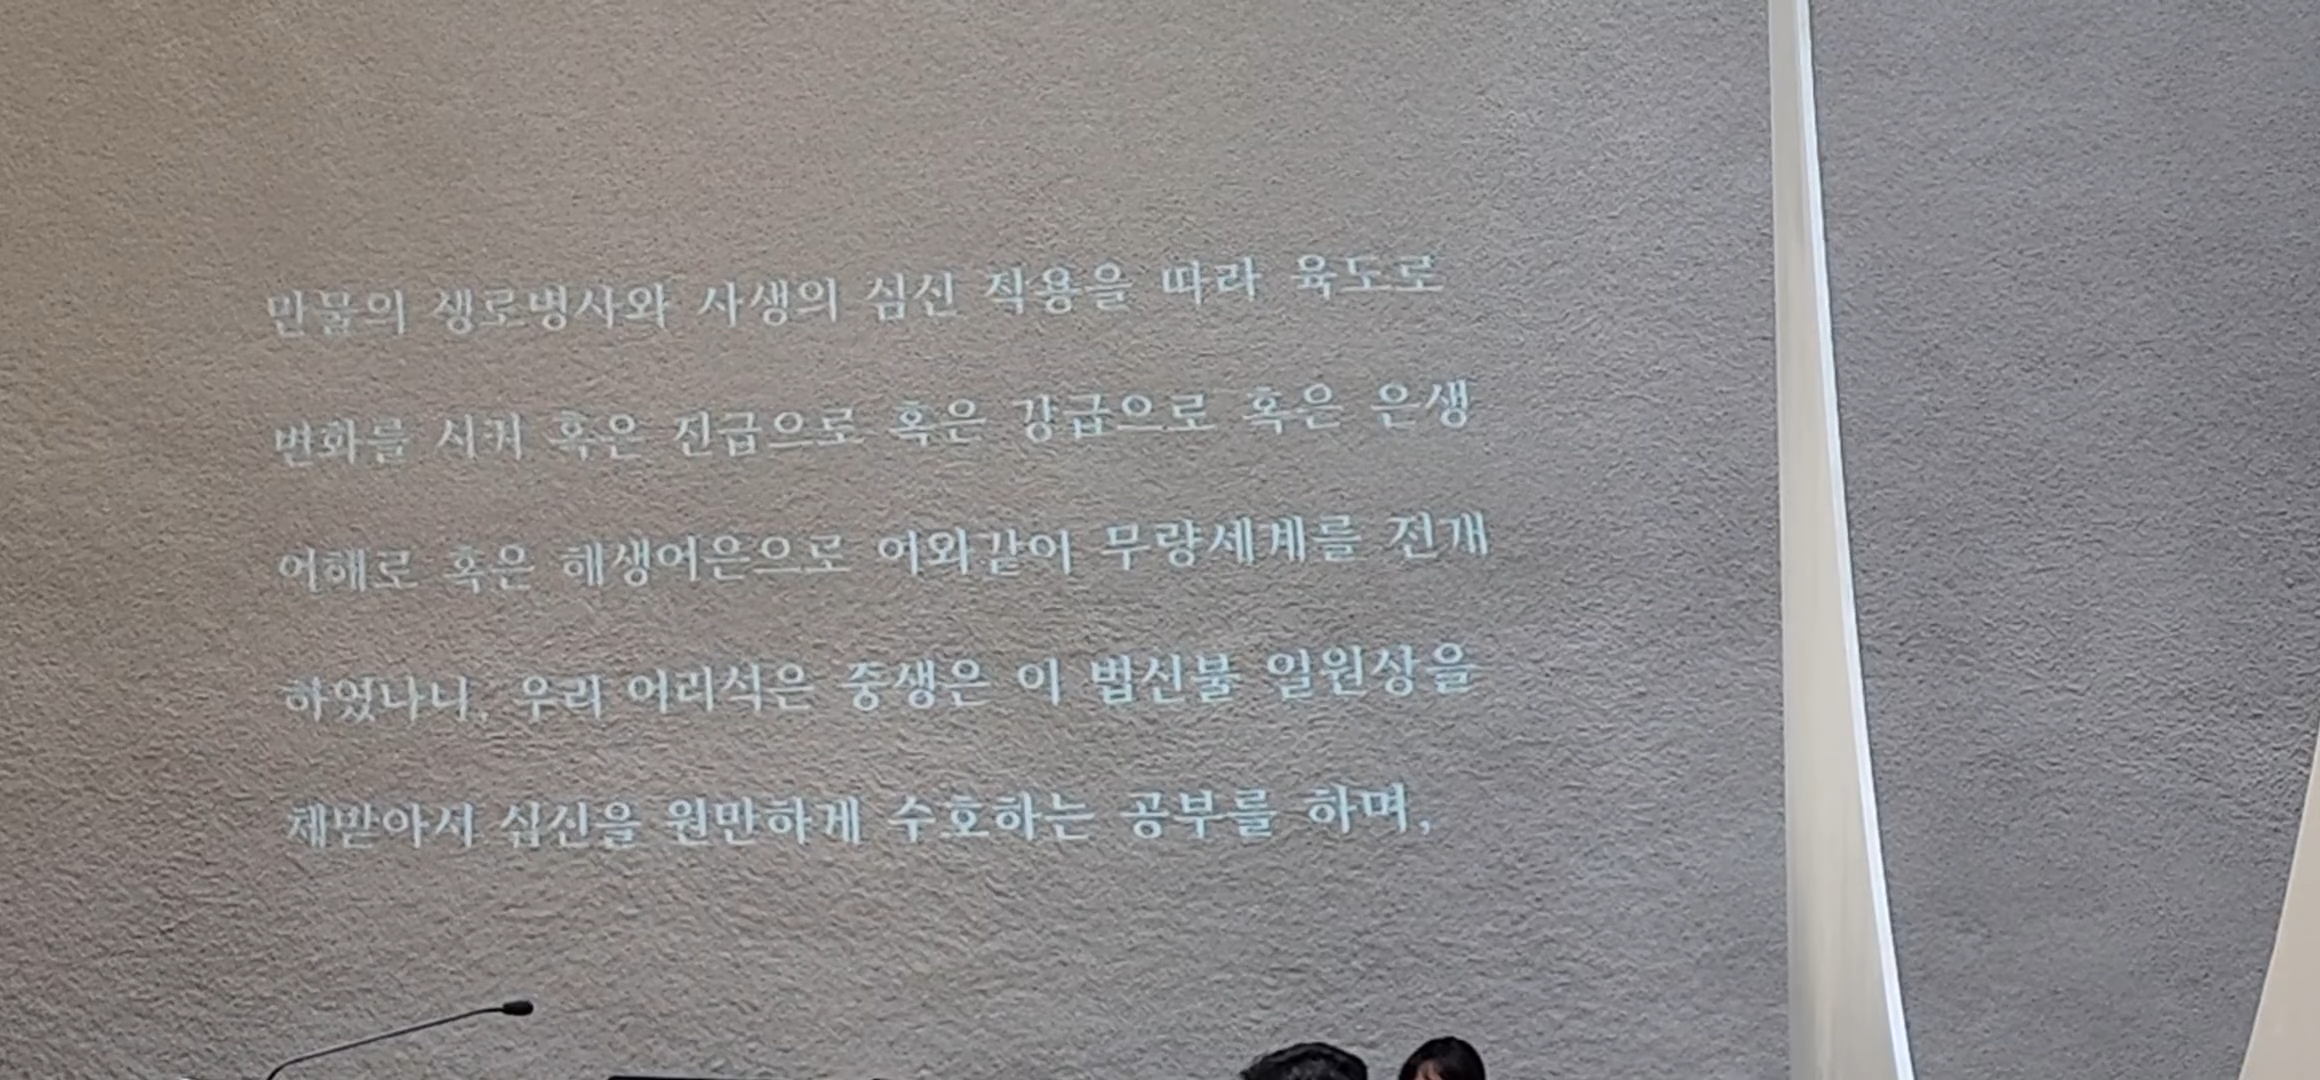 만물의 생로병사와 사생의 심신 작용을 따라 육도로
변화를 시켜 혹은 진급으로 혹은 강급으로 혹은 은생
어해로 혹은 해생어은으로 이와같이 무량세계를 전개
하였나니, 우리 어리석은 중생은 이 법신불 일원상을
체받아서 심신을 원만하게 수호하는 공부를 하며,